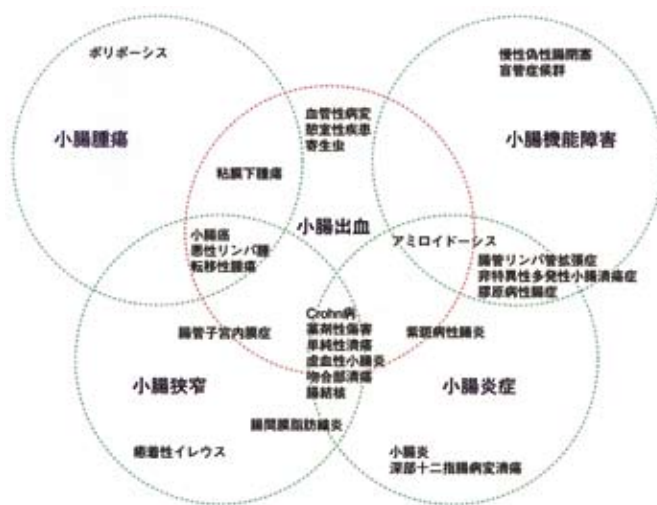 ポリポーシス
慢性偽性腸閉塞
盲管症侯群
小腸腫瘍
血管性病変
憩室性疾患
寄生虫
小腸機能障害
粘膜下腫瘍
小腸出血
小腸癌
悪性リンパ腫
転移性腫瘍
アミロイドーシス
腸管リンパ管拡張症
非特異性多発性小腸潰瘍症
膠原病性腸症
腸管子宮内膜症
Crohn病
薬剤性傷害
単純性潰瘍
虚血性小腸炎
吻合部潰瘍
腸結核
紫斑病性腸炎
小腸狭窄
小腸炎症
腸間膜脂肪織炎
癒着性イレウス
小腸炎
深部十二指腸病変潰瘍